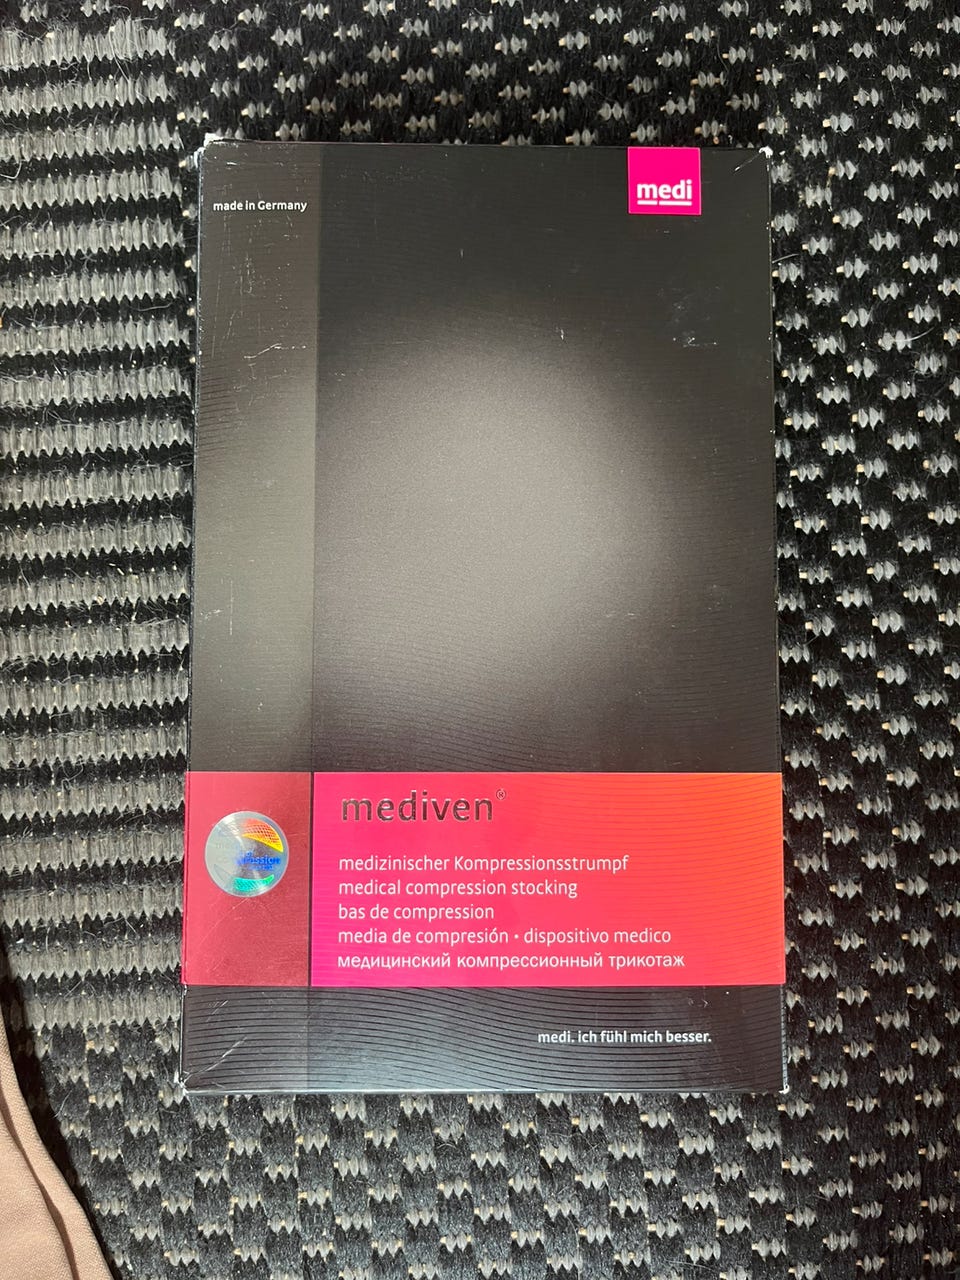 made in Germany
medi
mediven®
medizinischer Kompressionsstrumpf
medical compression stocking
bas de compression
media de compresión • dispositivo medico
медицинский компрессионный трикотаж
medi. ich fühl mich besser.